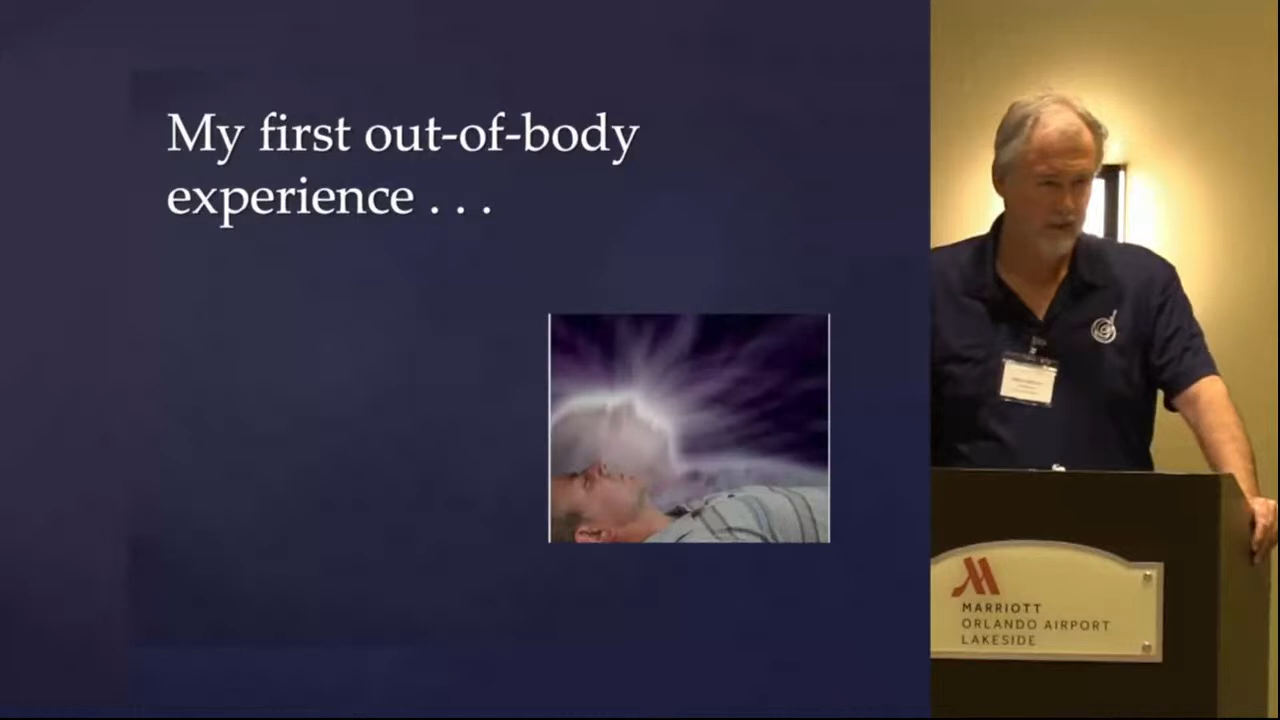 My first out-of-body
experience . . .
MARRIOTT
ORLANDO AIRPORT
LAKESIDE